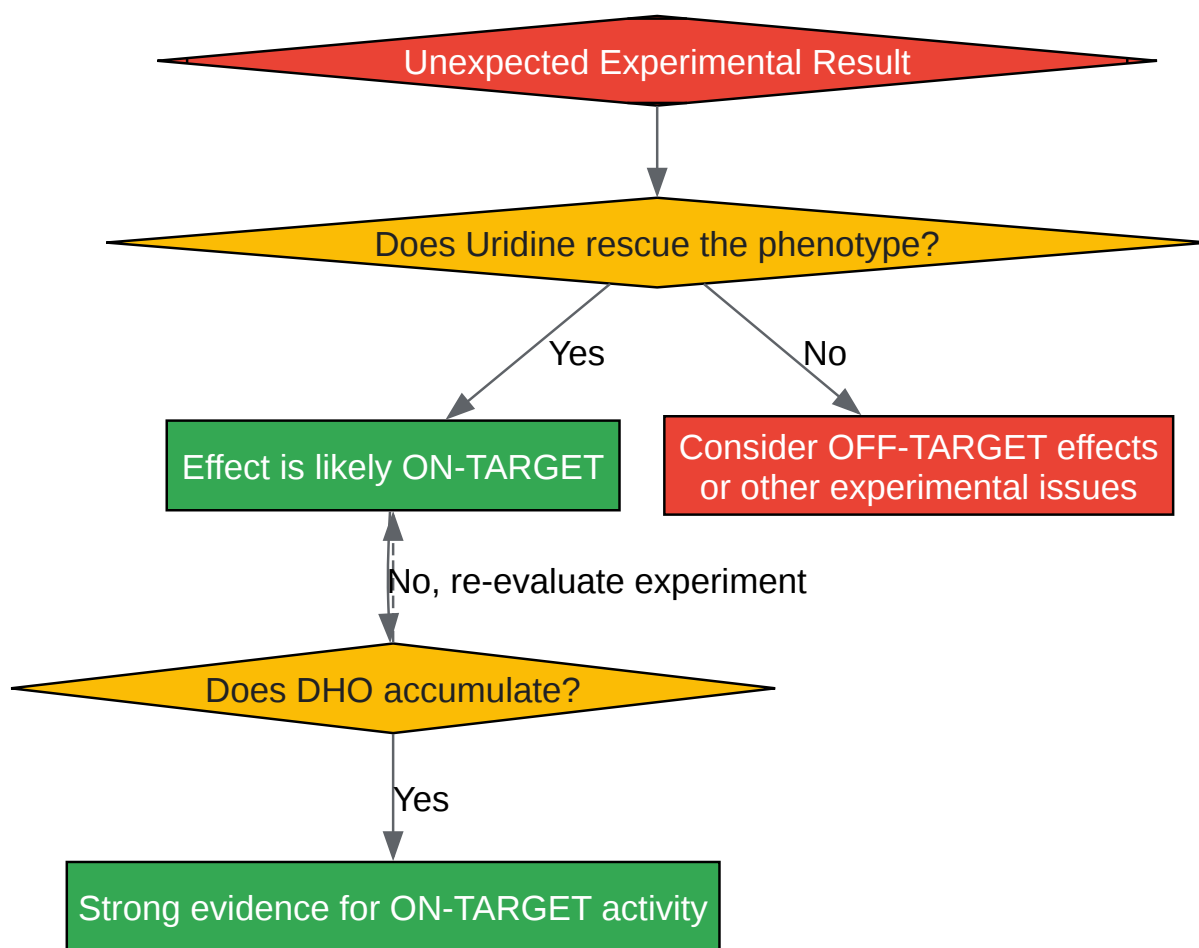 Unexpected Experimental Result
Does Uridine rescue the phenotype?
Yes
No
Effect is likely ON-TARGET
Consider OFF-TARGET effects
or other experimental issues
No, re-evaluate experiment
Does DHO accumulate?
Yes
Strong evidence for ON-TARGET activity